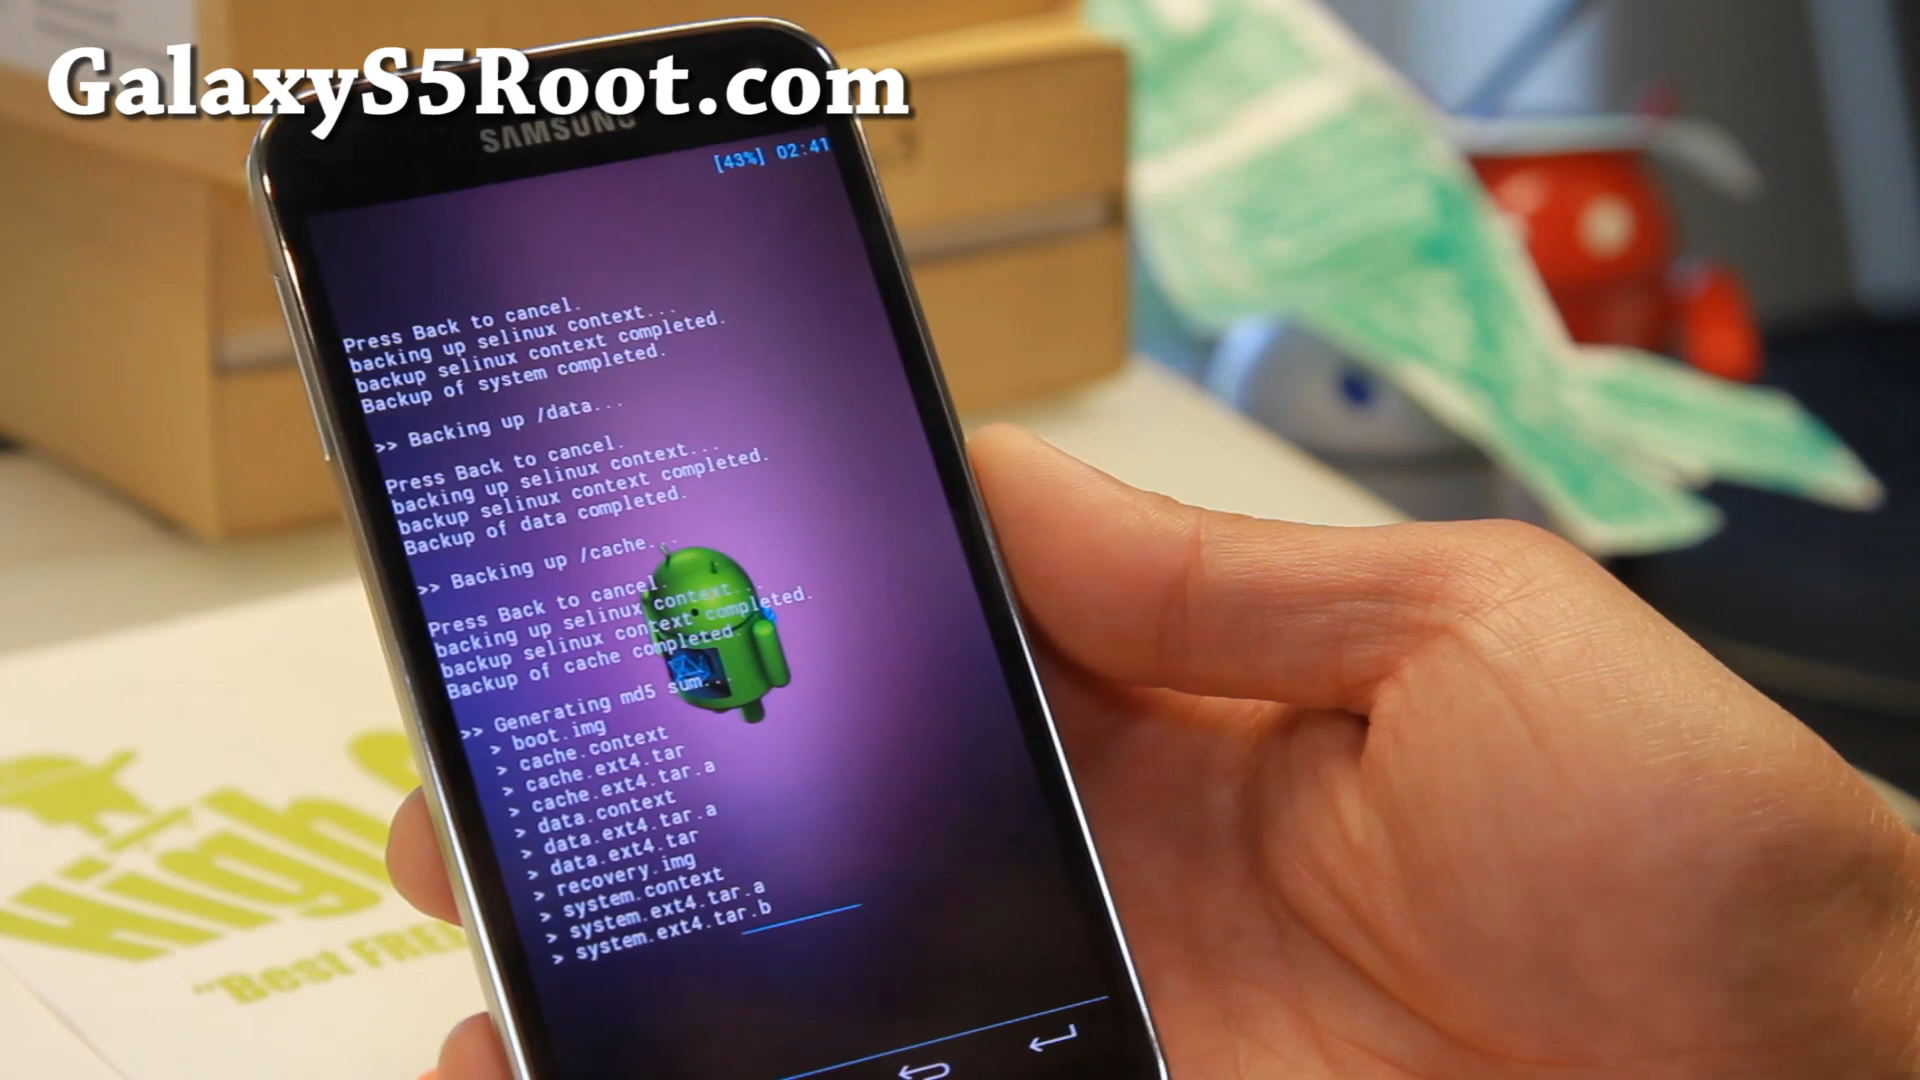 GalaxyS5Root.com
SAMSUNG
[43%] 02:41
Press Back to cancel.
backing up selinux context...
backup selinux context completed.
Backup of system completed.
>> Backing up /data...
Press Back to cancel.
backing up selinux context...
backup selinux context completed.
Backup of data completed.
>> Backing up /cache...
Press Back to cancel.
backing up selinux context...
backup selinux context completed.
Backup of cache completed.
>> Generating md5 sum...
> boot.img
> cache.context
> cache.ext4.tar
> cache.ext4.tar.a
> data.context
> data.ext4.tar.a
> data.ext4.tar
> recovery.img
> system.context
> system.ext4.tar.a
> system.ext4.tar.b
High
"Best FREE